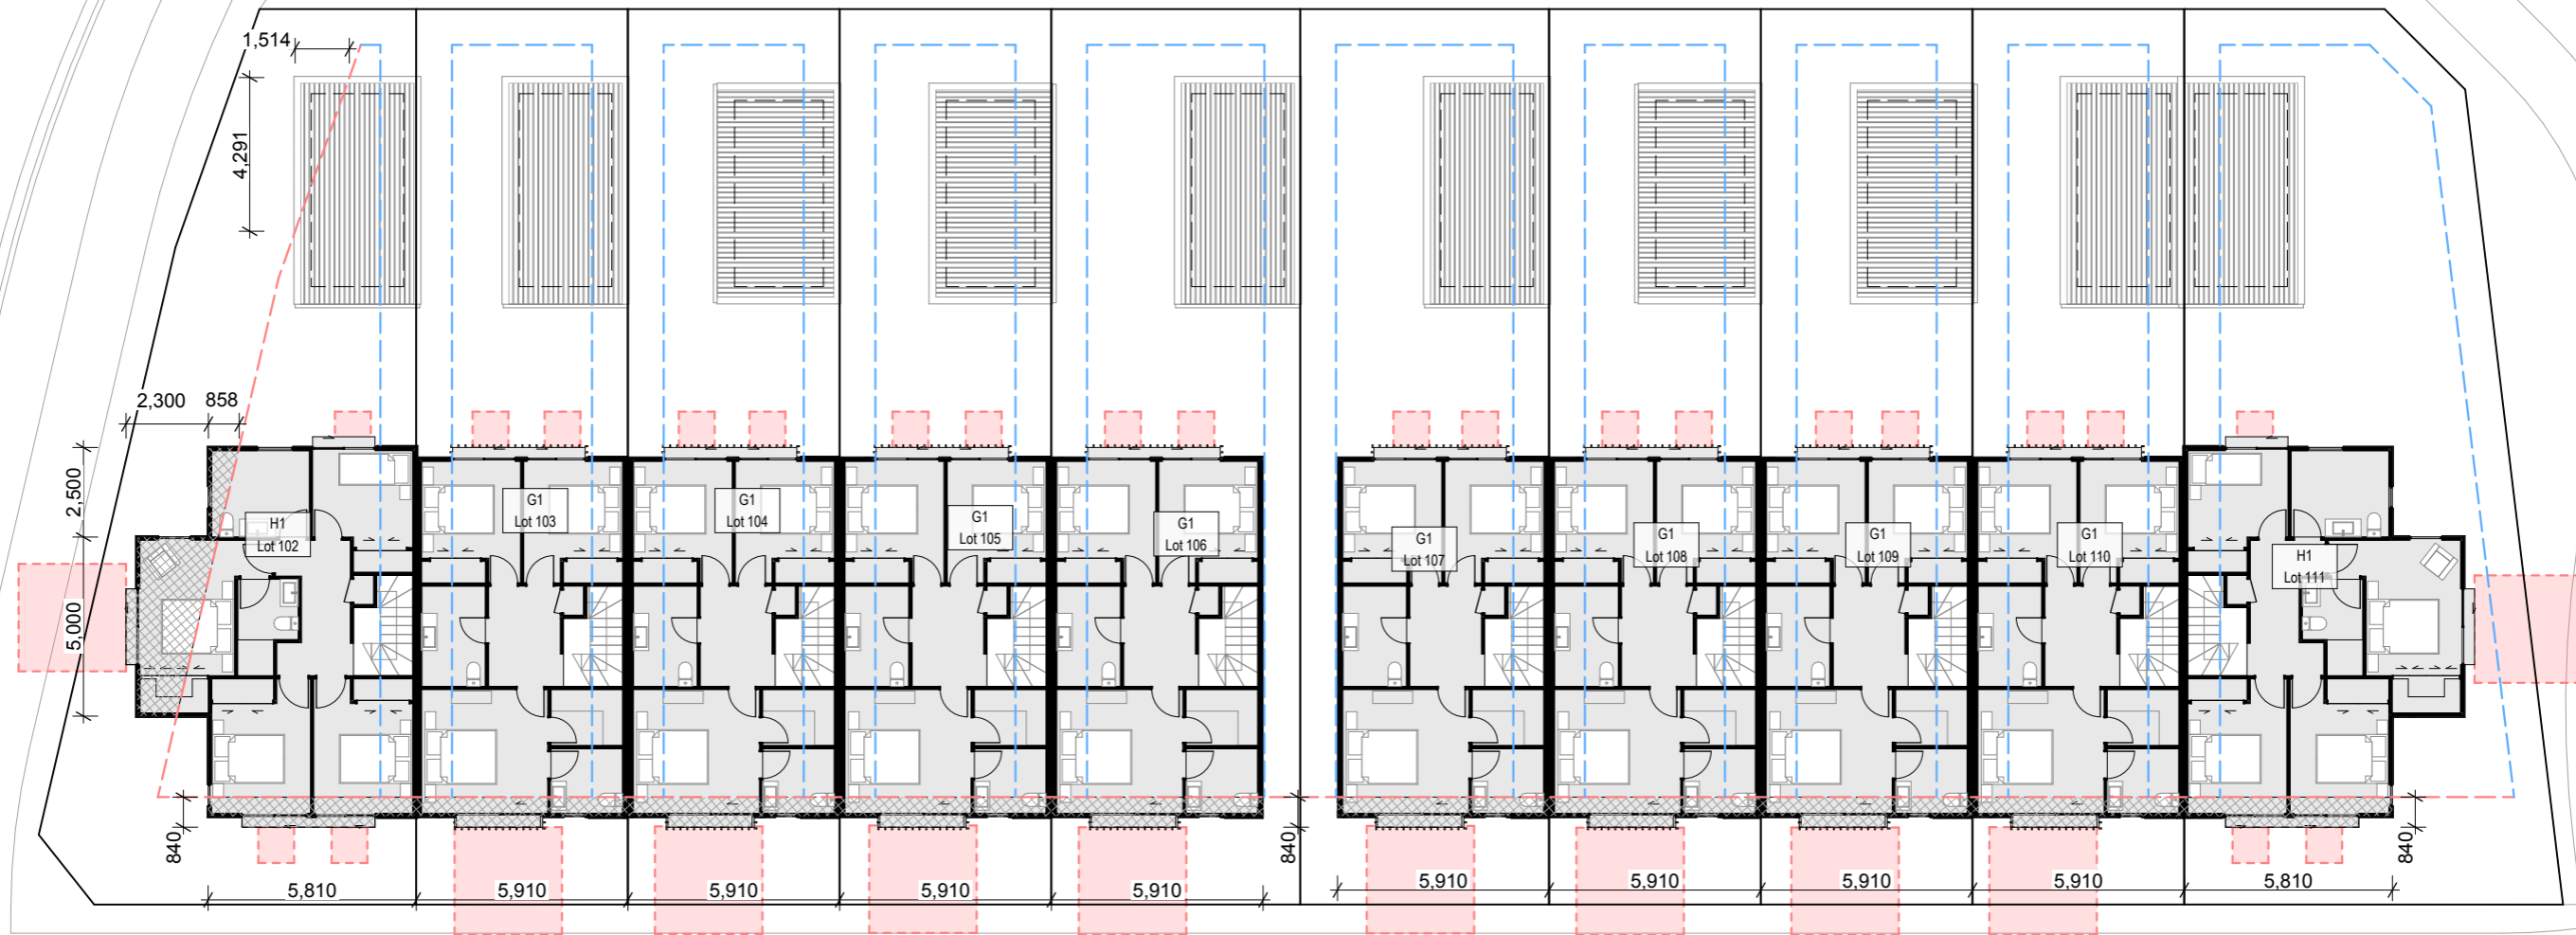 1,514
4,291
2,300
858
2,500
5,000
H1
Lot 102
G1
Lot 103
G1
Lot 104
G1
Lot 105
G1
Lot 106
G1
Lot 107
G1
Lot 108
G1
Lot 109
G1
Lot 110
H1
Lot 111
840
840
840
5,810
5,910
5,910
5,910
5,910
5,910
5,910
5,910
5,910
5,810